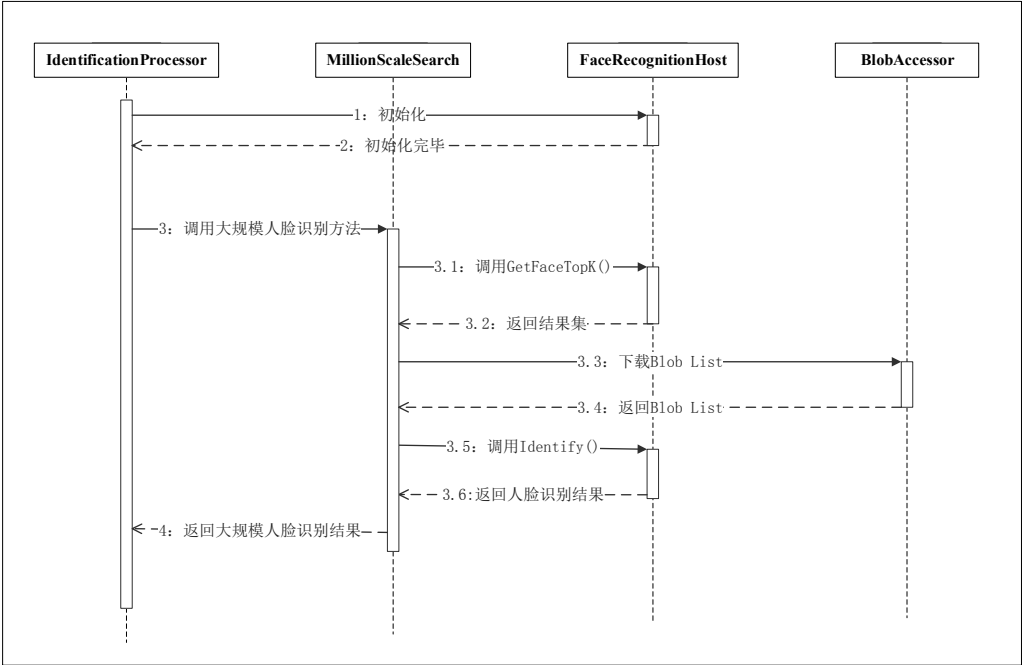 IdentificationProcessor
MillionScaleSearch
FaceRecognitionHost
BlobAccessor
1: 初始化
2: 初始化完毕
3: 调用大规模人脸识别方法
3.1: 调用GetFaceTopK()
3.2: 返回结果集
3.3: 下载Blob List
3.4: 返回Blob List
3.5: 调用Identify()
3.6:返回人脸识别结果
4: 返回大规模人脸识别结果